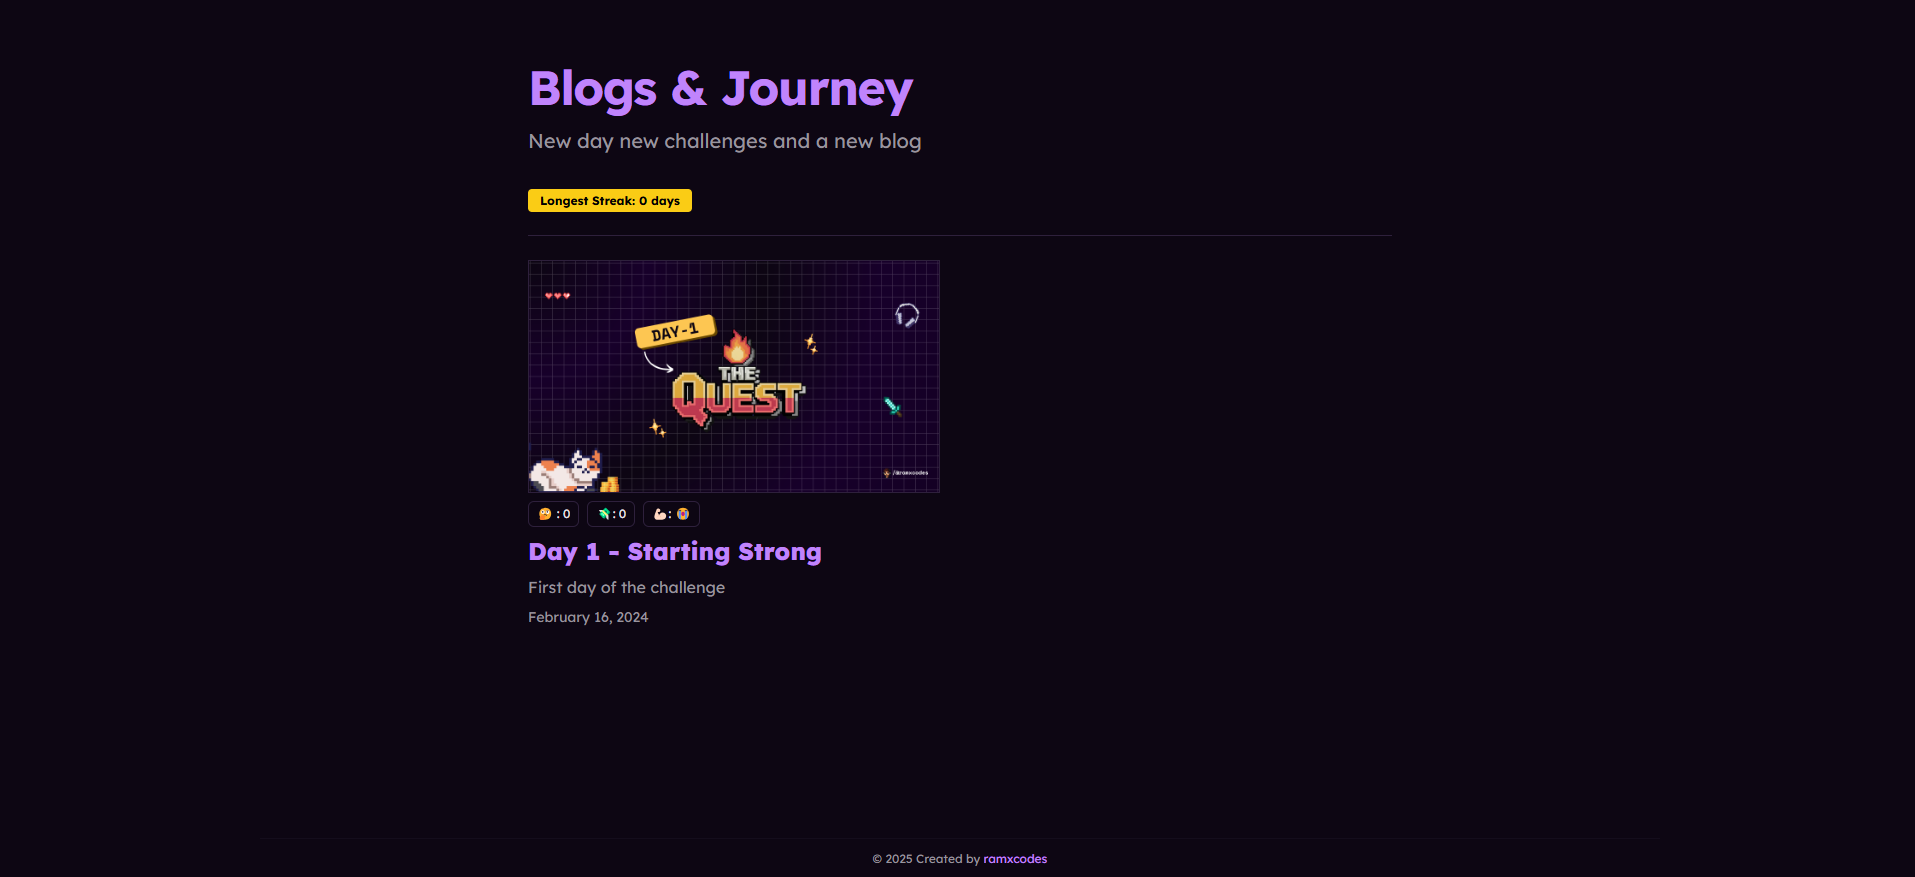 Blogs & Journey
New day new challenges and a new blog
Longest Streak: 0 days
DAY-1
THE
QUEST
/@ramxcodes
: 0
: 0
:
Day 1 - Starting Strong
First day of the challenge
February 16, 2024
© 2025 Created by ramxcodes